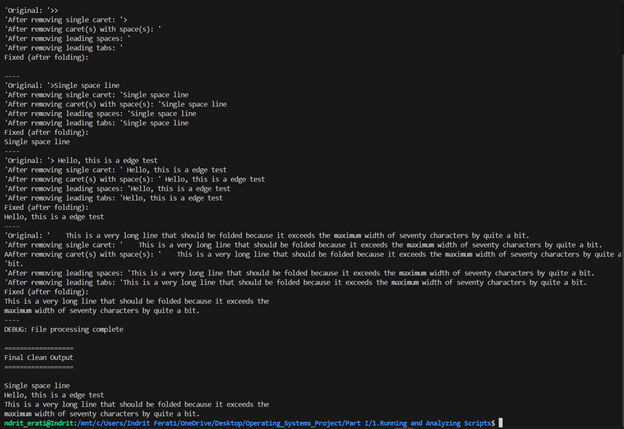 'Original: '>>
'After removing single caret: '>
'After removing caret(s) with space(s): '
'After removing leading spaces: '
'After removing leading tabs: '
Fixed (after folding):

----
'Original: '>Single space line
'After removing single caret: 'Single space line
'After removing caret(s) with space(s): 'Single space line
'After removing leading spaces: 'Single space line
'After removing leading tabs: 'Single space line
Fixed (after folding):
Single space line
----
'Original: '> Hello, this is a edge test
'After removing single caret: ' Hello, this is a edge test
'After removing caret(s) with space(s): ' Hello, this is a edge test
'After removing leading spaces: 'Hello, this is a edge test
'After removing leading tabs: 'Hello, this is a edge test
Fixed (after folding):
Hello, this is a edge test
----
'Original: '    This is a very long line that should be folded because it exceeds the maximum width of seventy characters by quite a bit.
'After removing single caret: '    This is a very long line that should be folded because it exceeds the maximum width of seventy characters by quite a bit.
AAfter removing caret(s) with space(s): '    This is a very long line that should be folded because it exceeds the maximum width of seventy characters by quite a
'bit.
'After removing leading spaces: 'This is a very long line that should be folded because it exceeds the maximum width of seventy characters by quite a bit.
'After removing leading tabs: 'This is a very long line that should be folded because it exceeds the maximum width of seventy characters by quite a bit.
Fixed (after folding):
This is a very long line that should be folded because it exceeds the
maximum width of seventy characters by quite a bit.
----
DEBUG: File processing complete

==================
Final Clean Output
==================

Single space line
Hello, this is a edge test
This is a very long line that should be folded because it exceeds the
maximum width of seventy characters by quite a bit.
ndrit_erati@Indrit:/mnt/c/Users/Indrit Ferati/OneDrive/Desktop/Operating_Systems_Project/Part I/1.Running and Analyzing Scripts$